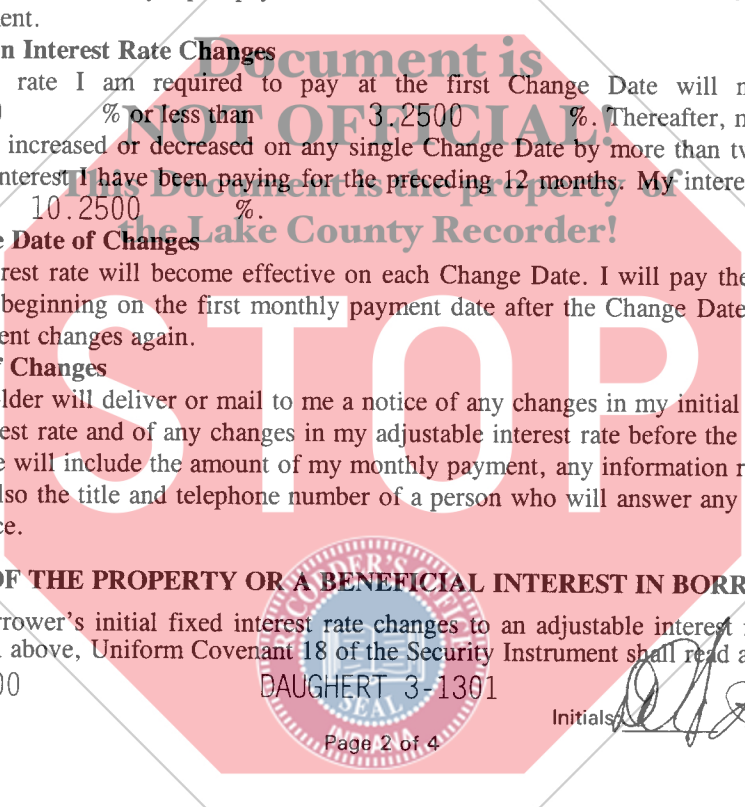 ent.
n Interest Rate Changes
Document is
rate I am required to pay at the first Change Date will
% or less than 3.2500 %. Thereafter,
NOT OFFICIAL!
increased or decreased on any single Change Date by more than
nterest I have been paying for the preceding 12 months. My
This Document is the property of
10.2500 %.
the Lake County Recorder!
e Date of Changes
rest rate will become effective on each Change Date. I will pay the
beginning on the first monthly payment date after the Change Date
ent changes again.
f Changes
lder will deliver or mail to me a notice of any changes in my initial
est rate and of any changes in my adjustable interest rate before the
e will include the amount of my monthly payment, any information
lso the title and telephone number of a person who will answer any
ce.
STOP
OF THE PROPERTY OR A BENEFICIAL INTEREST IN BORR
rrower's initial fixed interest rate changes to an adjustable interest
above, Uniform Covenant 18 of the Security Instrument shall read
00 DAUGHERT 3-1301
RECORDER'S OFFICE
SEAL
INDIANA
Initials:
Page 2 of 4